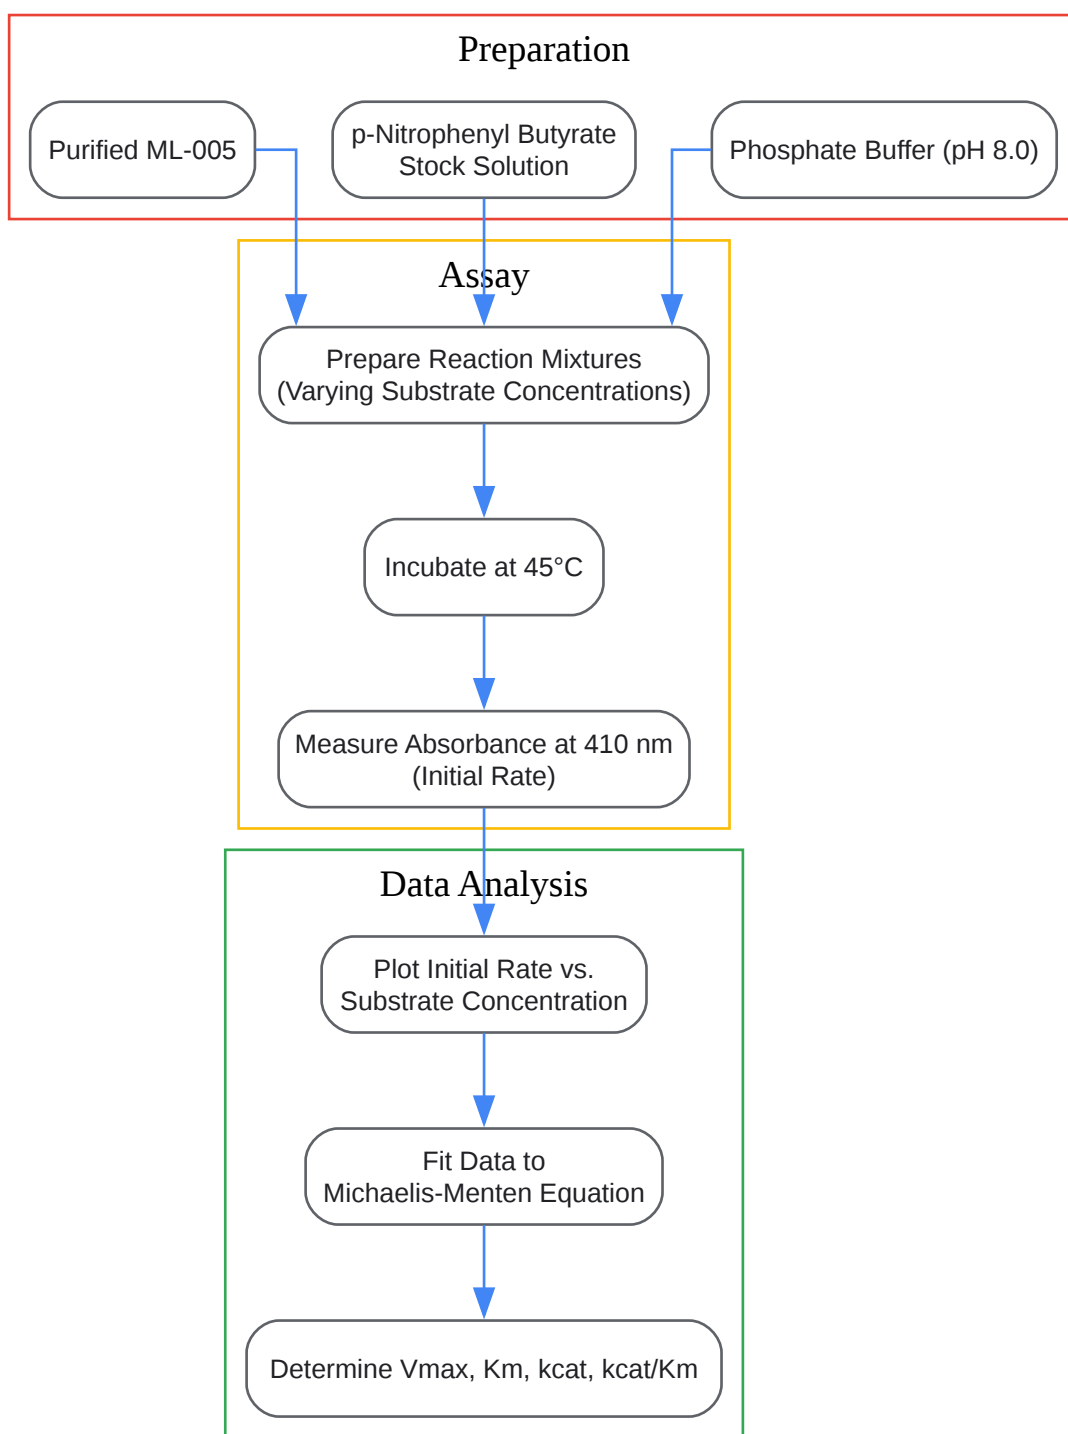 Preparation
Purified ML-005
p-Nitrophenyl Butyrate
Stock Solution
Phosphate Buffer (pH 8.0)
Assay
Prepare Reaction Mixtures
(Varying Substrate Concentrations)
Incubate at 45°C
Measure Absorbance at 410 nm
(Initial Rate)
Data Analysis
Plot Initial Rate vs.
Substrate Concentration
Fit Data to
Michaelis-Menten Equation
Determine Vmax, Km, kcat, kcat/Km